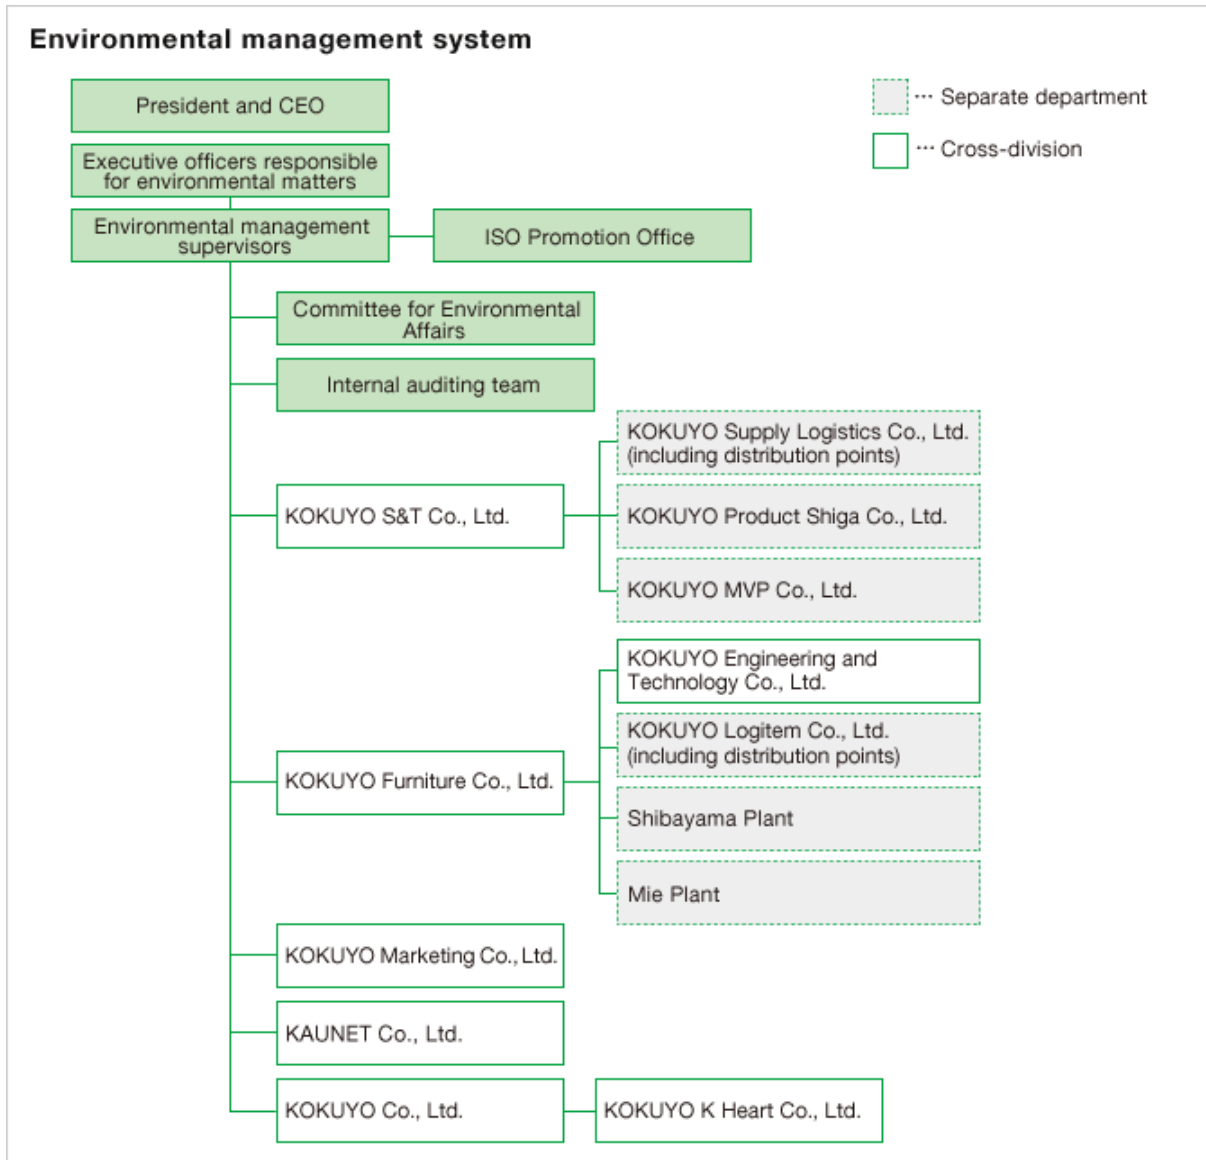 Environmental management system
President and CEO
··· Separate department
Executive officers responsible
for environmental matters
··· Cross-division
Environmental management
supervisors
ISO Promotion Office
Committee for Environmental
Affairs
Internal auditing team
KOKUYO S&T Co., Ltd.
KOKUYO Supply Logistics Co., Ltd.
(including distribution points)
KOKUYO Product Shiga Co., Ltd.
KOKUYO MVP Co., Ltd.
KOKUYO Furniture Co., Ltd.
KOKUYO Engineering and
Technology Co., Ltd.
KOKUYO Logitem Co., Ltd.
(including distribution points)
Shibayama Plant
Mie Plant
KOKUYO Marketing Co., Ltd.
KAUNET Co., Ltd.
KOKUYO Co., Ltd.
KOKUYO K Heart Co., Ltd.